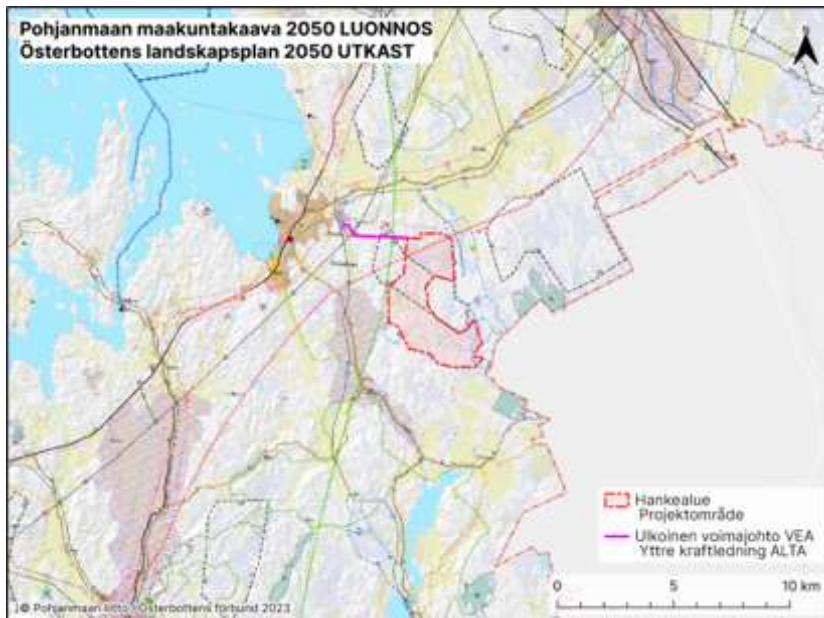 Pohjanmaan maakuntakaava 2050 LUONNOS
Österbottens landskapsplan 2050 UTKAST
Hankealue
Projektområde
Ulkoinen voimajohto VEA
Yttre kraftledning ALTA
0 5 10 km
© Pohjanmaan liitto - Österbottens förbund 2023